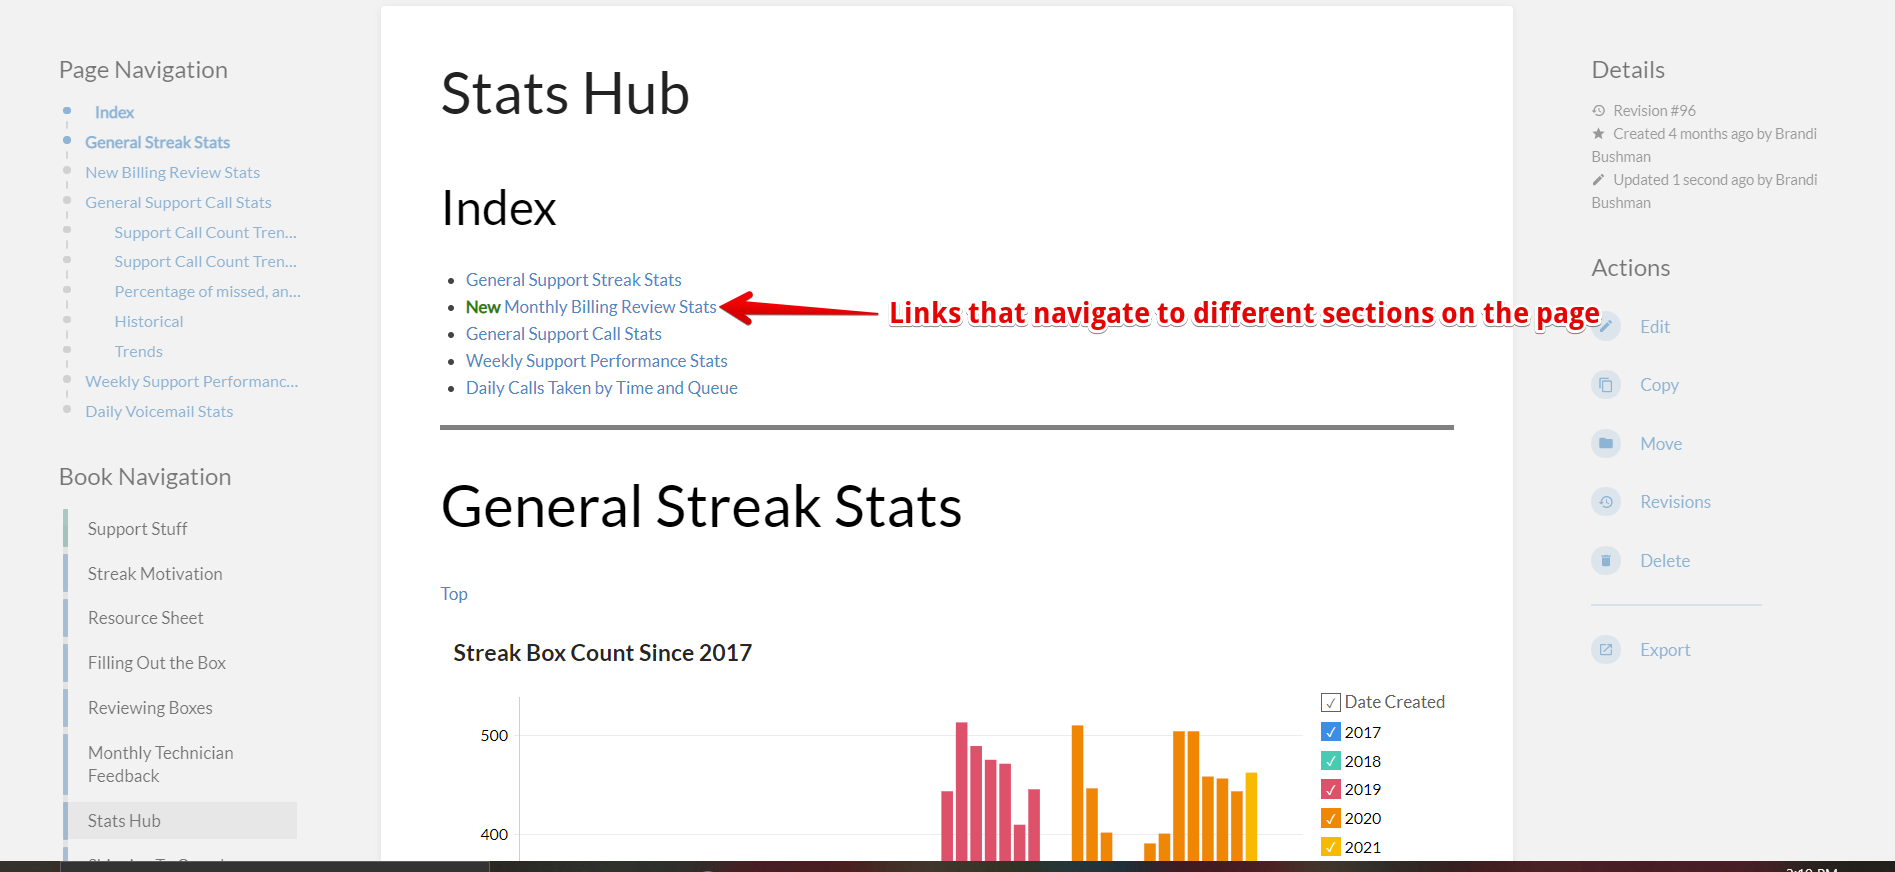 Page Navigation
Index
General Streak Stats
New Billing Review Stats
General Support Call Stats
Support Call Count Tren...
Support Call Count Tren...
Percentage of missed, an...
Historical
Trends
Weekly Support Performanc...
Daily Voicemail Stats
Book Navigation
Support Stuff
Streak Motivation
Resource Sheet
Filling Out the Box
Reviewing Boxes
Monthly Technician
Feedback
Stats Hub
Stats Hub
Index
General Support Streak Stats
New Monthly Billing Review Stats
Links that navigate to different sections on the page
General Support Call Stats
Weekly Support Performance Stats
Daily Calls Taken by Time and Queue
General Streak Stats
Top
Streak Box Count Since 2017
500
400
Date Created
2017
2018
2019
2020
2021
Details
Revision #96
Created 4 months ago by Brandi
Bushman
Updated 1 second ago by Brandi
Bushman
Actions
Edit
Copy
Move
Revisions
Delete
Export